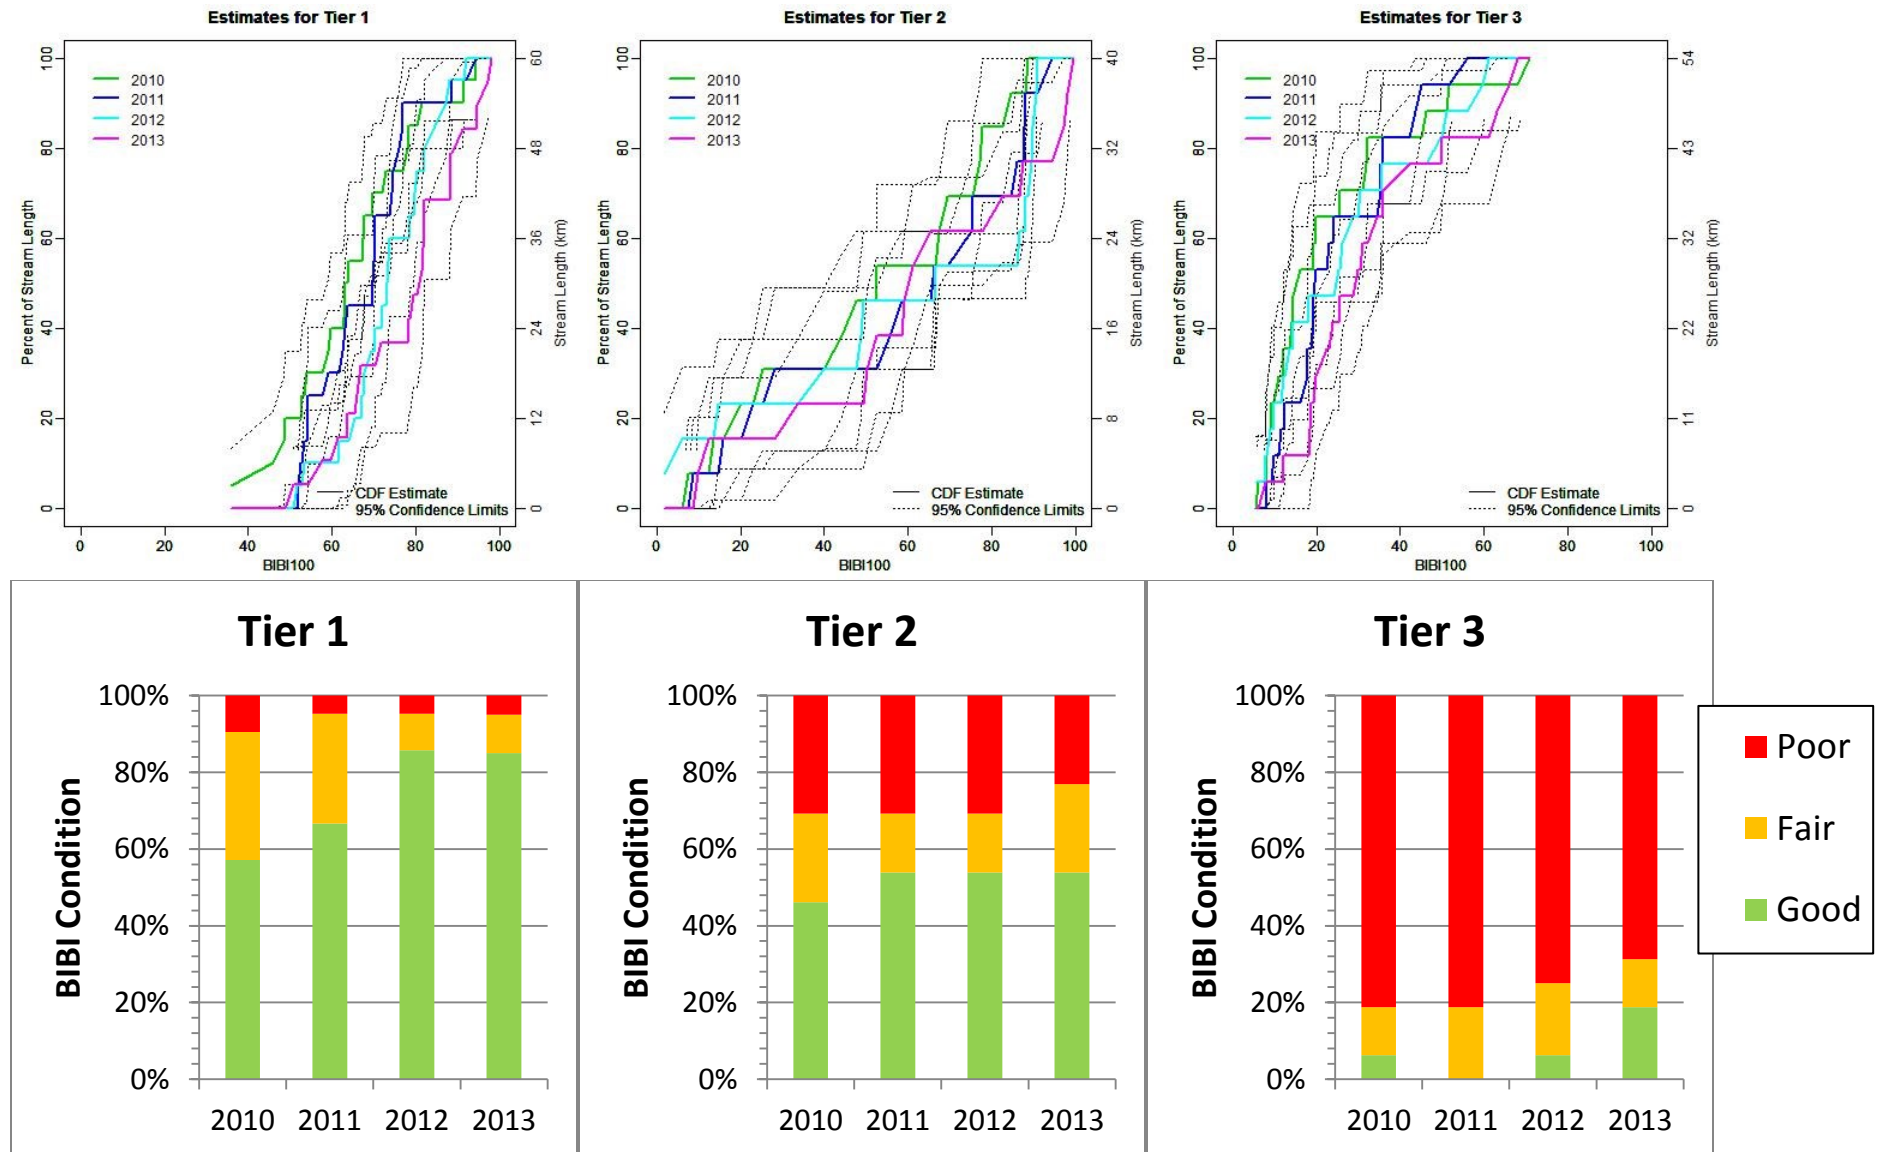 Estimates for Tier 1
Percent of Stream Length
0 20 40 60 80 100
2010
2011
2012
2013
CDF Estimate
95% Confidence Limits
0 12 24 36 48 60
Stream Length (km)
0 20 40 60 80 100
BIBI100
Estimates for Tier 2
Percent of Stream Length
0 20 40 60 80 100
2010
2011
2012
2013
CDF Estimate
95% Confidence Limits
0 8 16 24 32 40
Stream Length (km)
0 20 40 60 80 100
BIBI100
Estimates for Tier 3
Percent of Stream Length
0 20 40 60 80 100
2010
2011
2012
2013
CDF Estimate
95% Confidence Limits
0 11 22 32 43 54
Stream Length (km)
0 20 40 60 80 100
BIBI100
Tier 1
BIBI Condition
100%
80%
60%
40%
20%
0%
2010 2011 2012 2013
Tier 2
BIBI Condition
100%
80%
60%
40%
20%
0%
2010 2011 2012 2013
Tier 3
BIBI Condition
100%
80%
60%
40%
20%
0%
2010 2011 2012 2013
Poor
Fair
Good